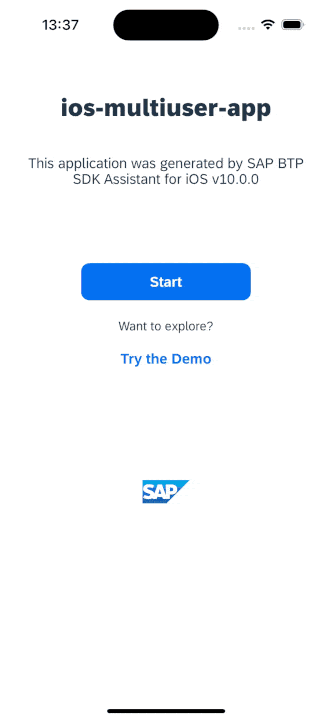 13:37
ios-multiuser-app
This application was generated by SAP BTP
SDK Assistant for iOS v10.0.0
Start
Want to explore?
Try the Demo
SAP